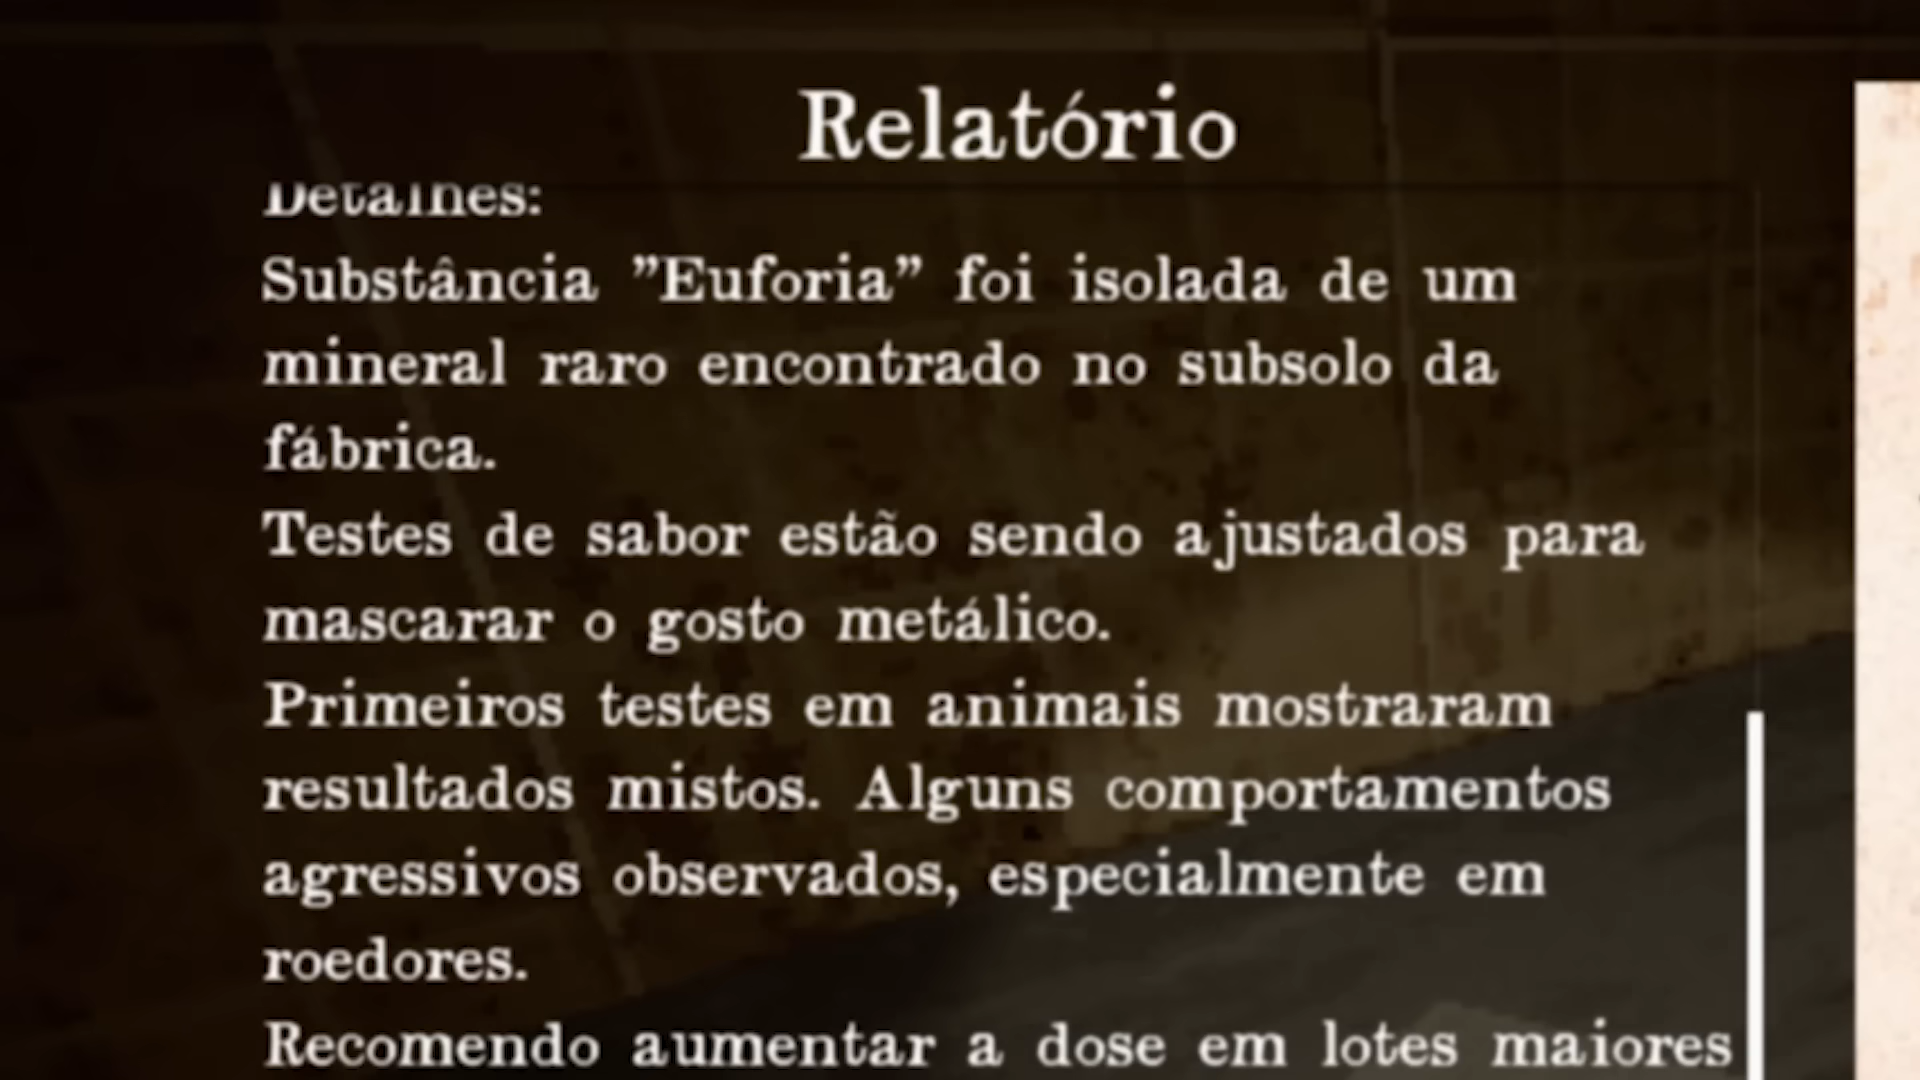 Relatório
Detalhes:
Substância ”Euforia” foi isolada de um
mineral raro encontrado no subsolo da
fábrica.
Testes de sabor estão sendo ajustados para
mascarar o gosto metálico.
Primeiros testes em animais mostraram
resultados mistos. Alguns comportamentos
agressivos observados, especialmente em
roedores.
Recomendo aumentar a dose em lotes maiores